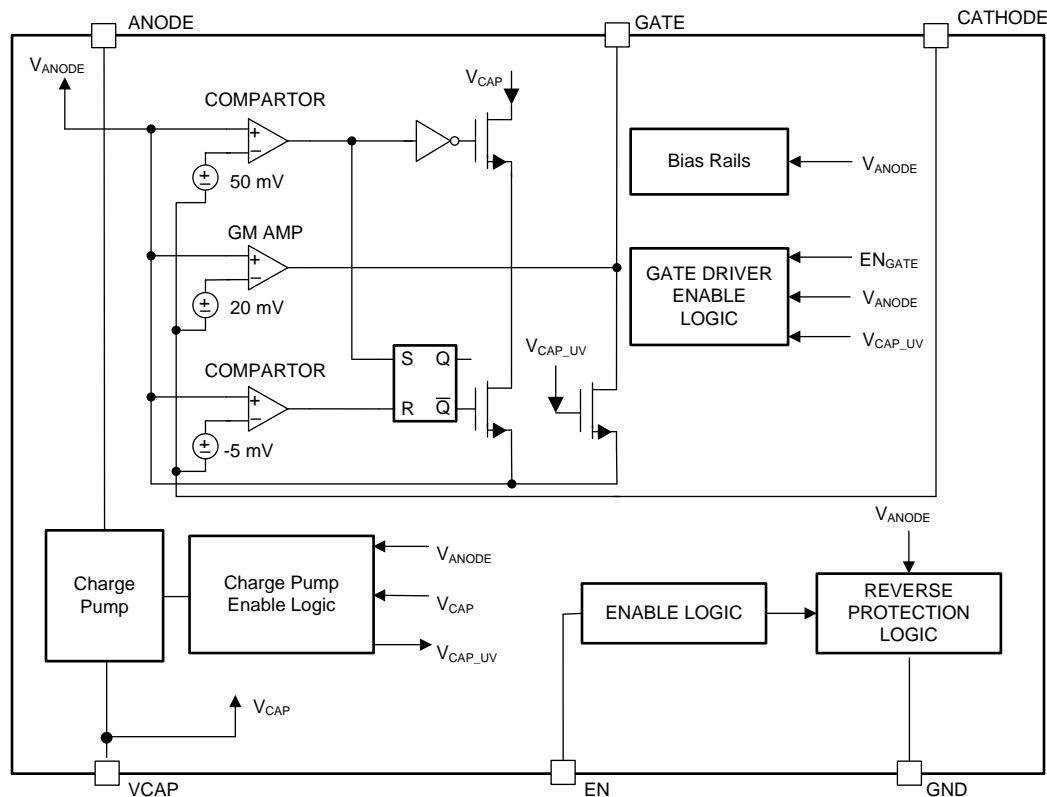 ANODE
GATE
CATHODE
VANODE
COMPARTOR
VCAP
+
−
50 mV
Bias Rails
VANODE
GM AMP
+
−
20 mV
GATE DRIVER
ENABLE
LOGIC
ENGATE
VANODE
VCAP_UV
VCAP_UV
COMPARTOR
S Q
R Q̅
+
−
-5 mV
VANODE
Charge
Pump
Charge Pump
Enable Logic
VANODE
VCAP
VCAP_UV
ENABLE LOGIC
REVERSE
PROTECTION
LOGIC
VCAP
VCAP
EN
GND